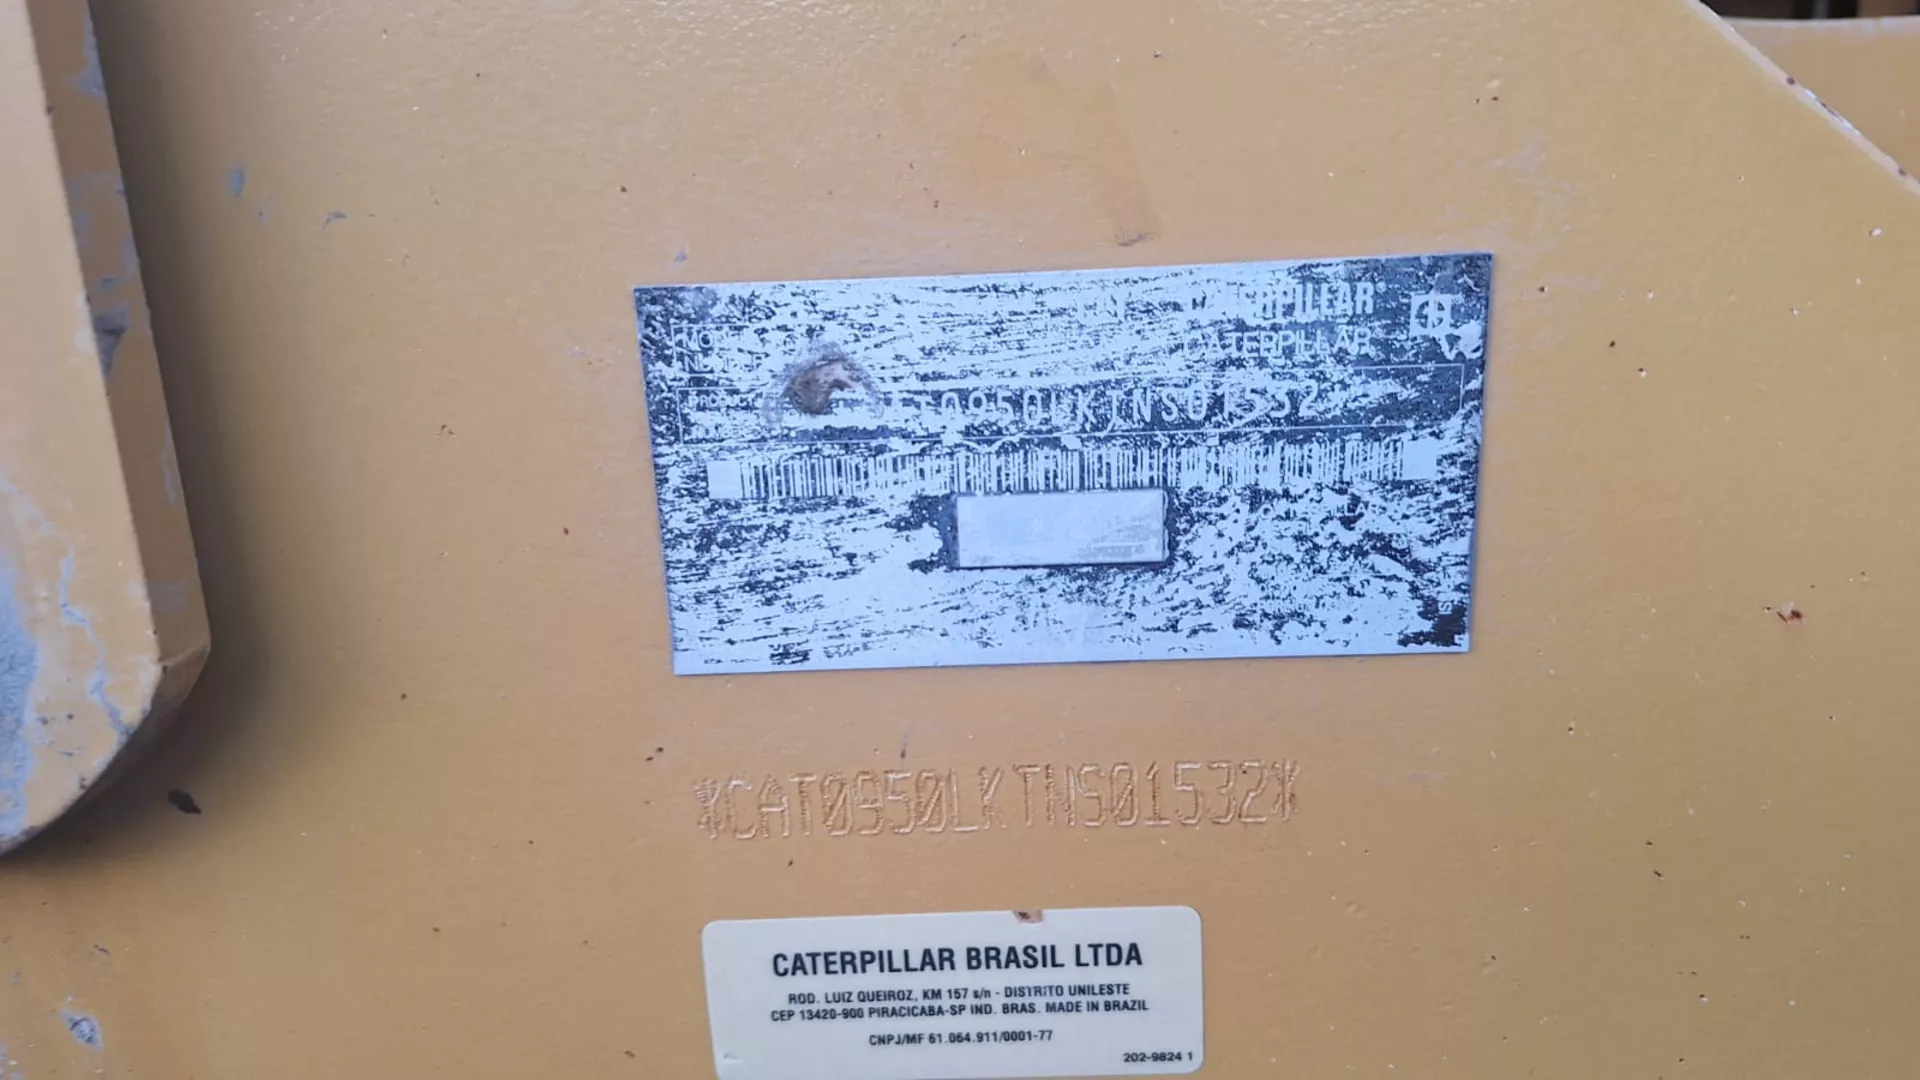 CATERPILLAR
CATERPILLAR
PRODUCT
*CAT0950LKTNS01532*
CATERPILLAR BRASIL LTDA
ROD. LUIZ QUEIROZ, KM 157 s/n - DISTRITO UNILESTE
CEP 13420-900 PIRACICABA-SP IND. BRAS. MADE IN BRAZIL
CNPJ/MF 61.064.911/0001-77
202-9824 1